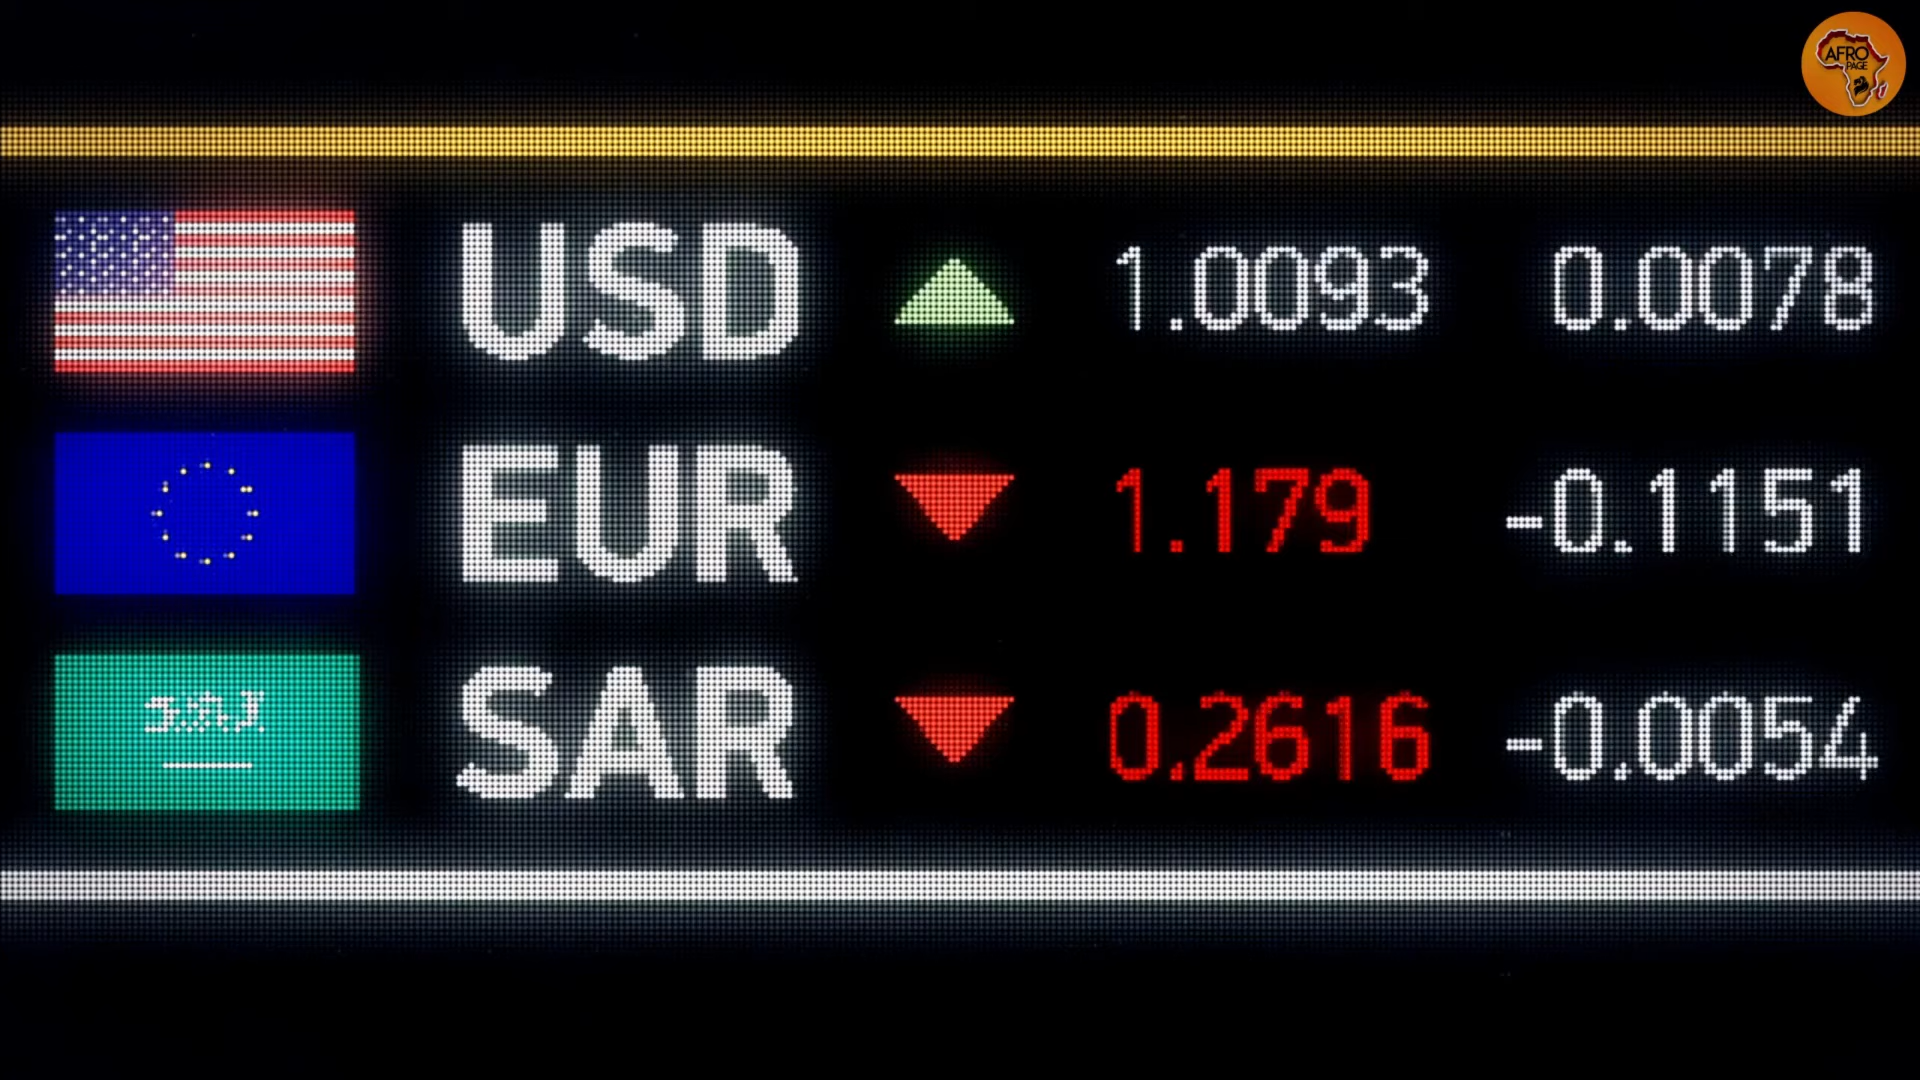 AFRO
PAGE
USD 1.0093 0.0078
EUR 1.179 -0.1151
SAR 0.2616 -0.0054